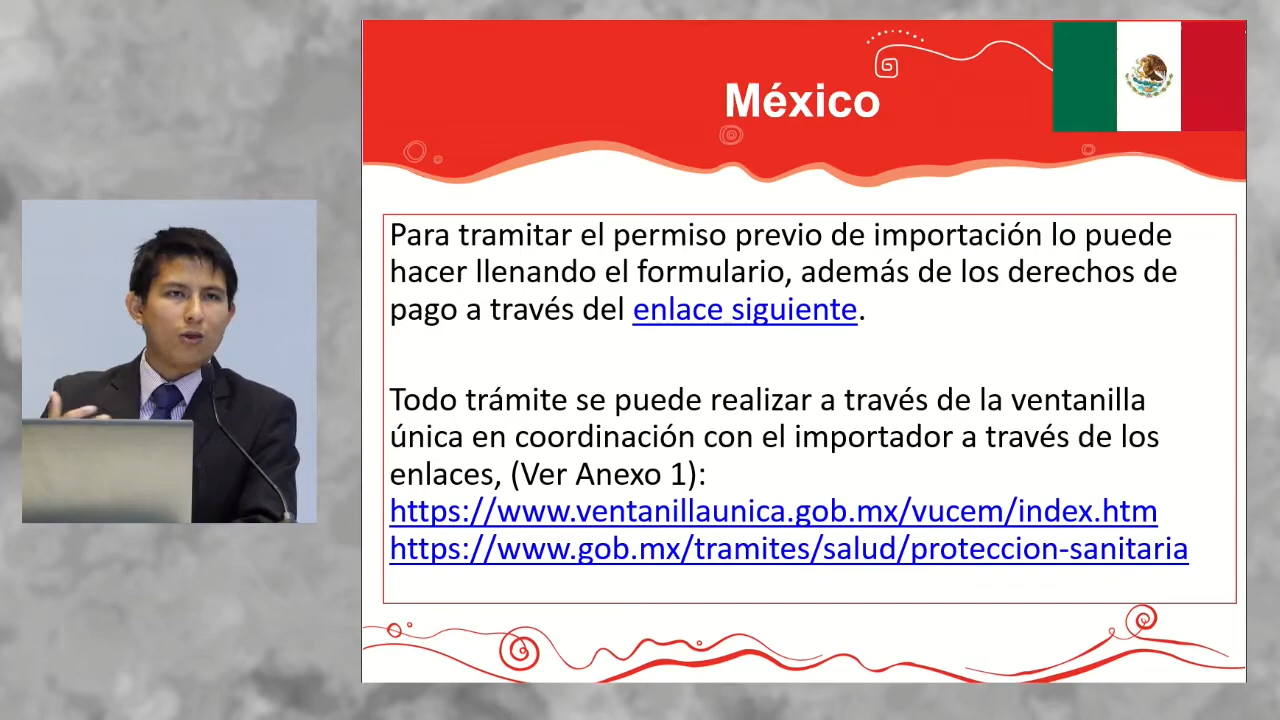 México
Para tramitar el permiso previo de importación lo puede
hacer llenando el formulario, además de los derechos de
pago a través del enlace siguiente.
Todo trámite se puede realizar a través de la ventanilla
única en coordinación con el importador a través de los
enlaces, (Ver Anexo 1):
https://www.ventanillaunica.gob.mx/vucem/index.htm
https://www.gob.mx/tramites/salud/proteccion-sanitaria